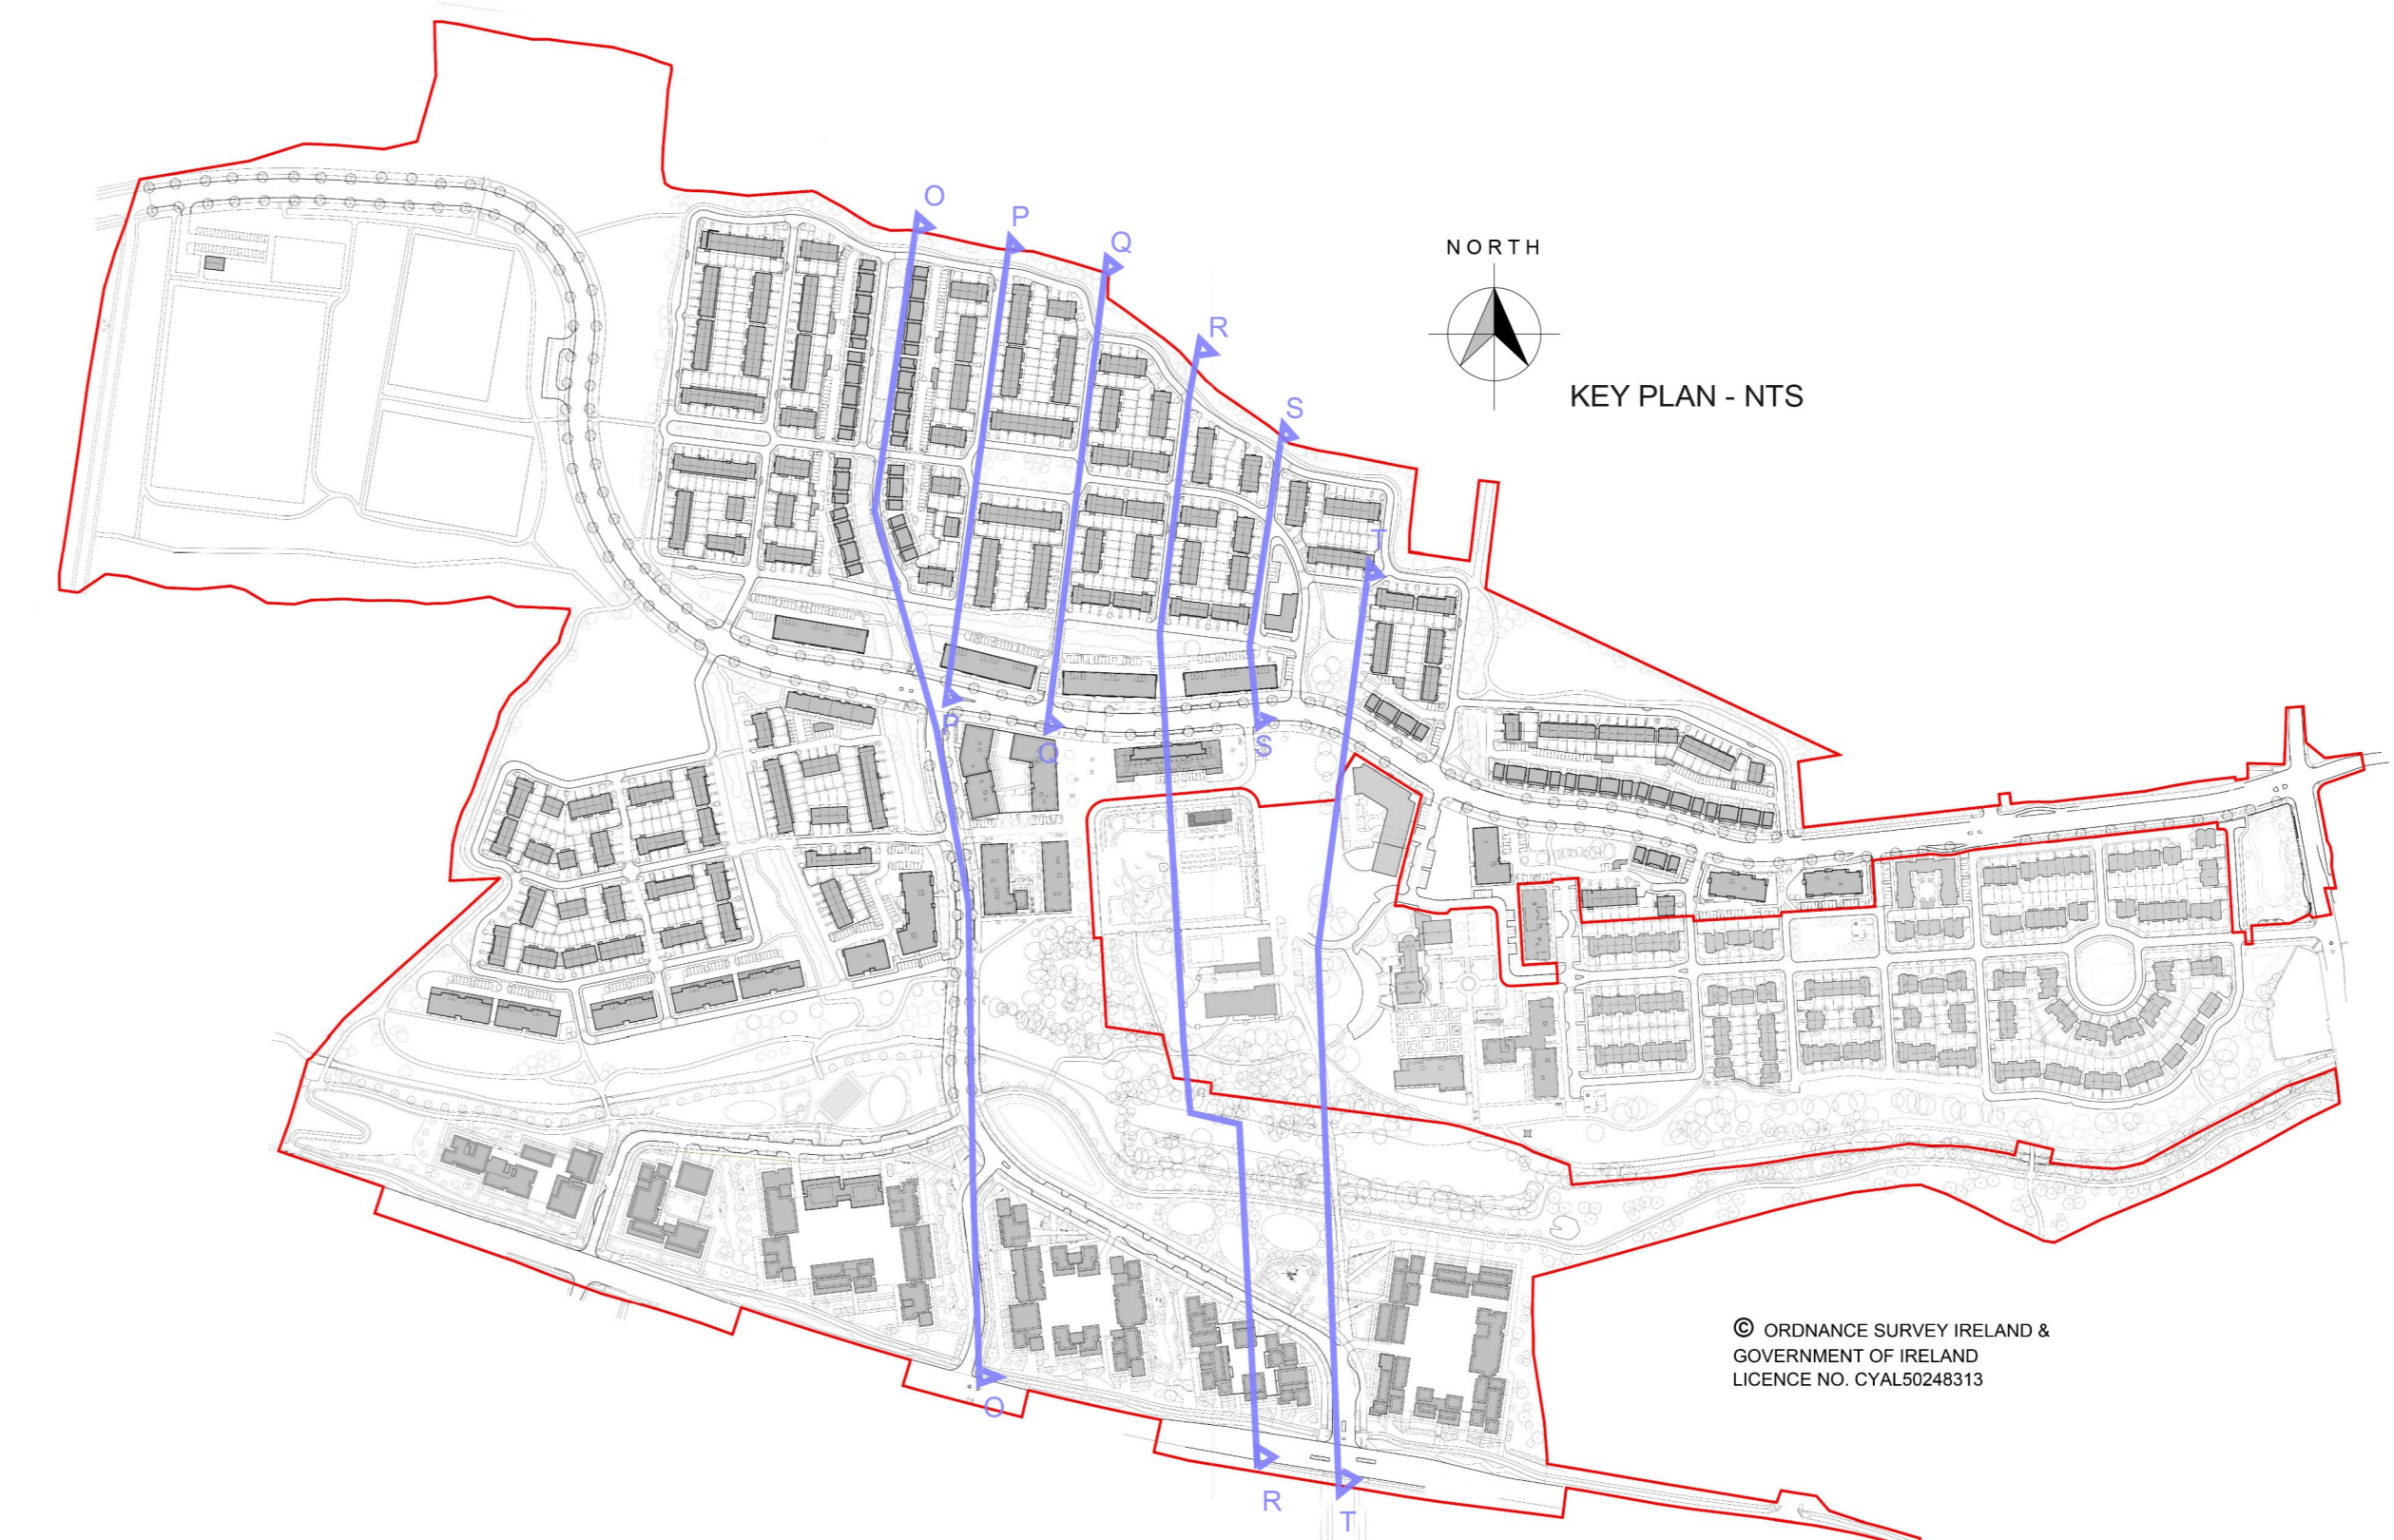 O
P
Q
R
S
T
NORTH
KEY PLAN - NTS
P
Q
S
O
R
T
© ORDNANCE SURVEY IRELAND &
GOVERNMENT OF IRELAND
LICENCE NO. CYAL50248313